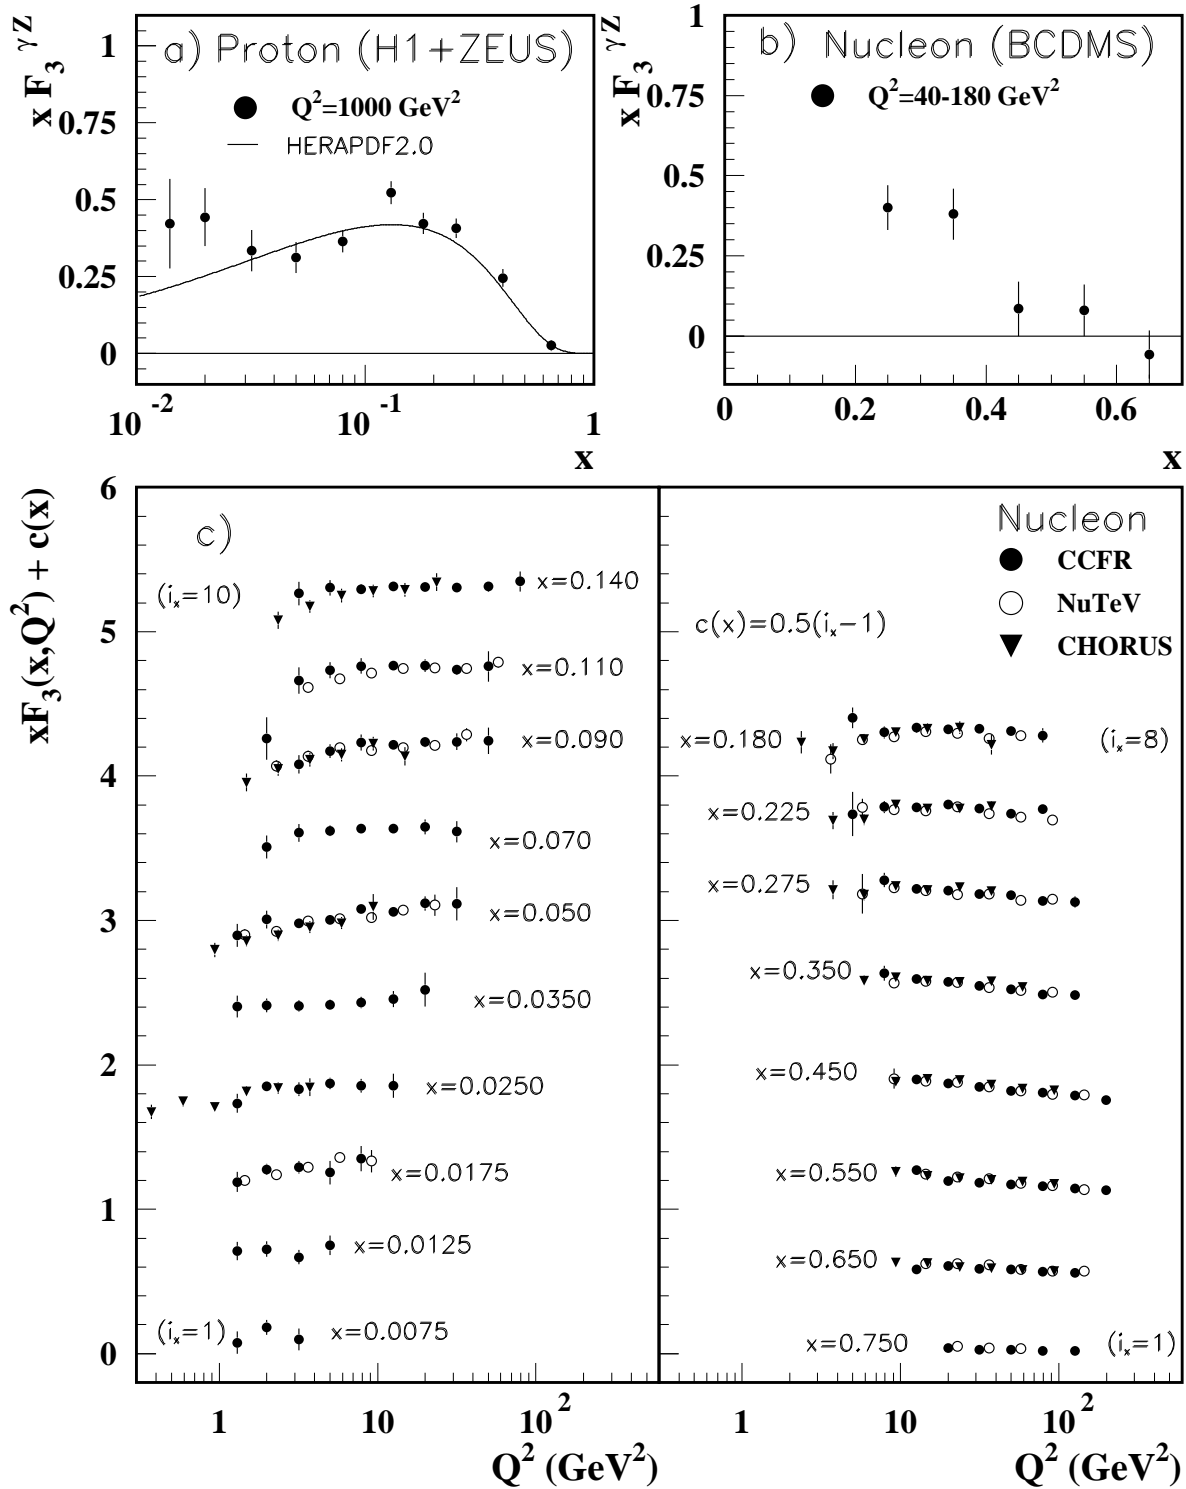 a) Proton (H1+ZEUS)
Q²=1000 GeV²
HERAPDF2.0
x F₃ᵞᶻ
1
0.75
0.5
0.25
0
10⁻²
10⁻¹
1
x
b) Nucleon (BCDMS)
Q²=40-180 GeV²
x F₃ᵞᶻ
1
0.75
0.5
0.25
0
0
0.2
0.4
0.6
x
xF₃(x,Q²) + c(x)
6
5
4
3
2
1
0
c)
(iₓ=10)
x=0.140
x=0.110
x=0.090
x=0.070
x=0.050
x=0.0350
x=0.0250
x=0.0175
x=0.0125
(iₓ=1)
x=0.0075
1
10
10²
Q² (GeV²)
Nucleon
CCFR
NuTeV
CHORUS
c(x)=0.5(iₓ−1)
x=0.180
(iₓ=8)
x=0.225
x=0.275
x=0.350
x=0.450
x=0.550
x=0.650
x=0.750
(iₓ=1)
1
10
10²
Q² (GeV²)